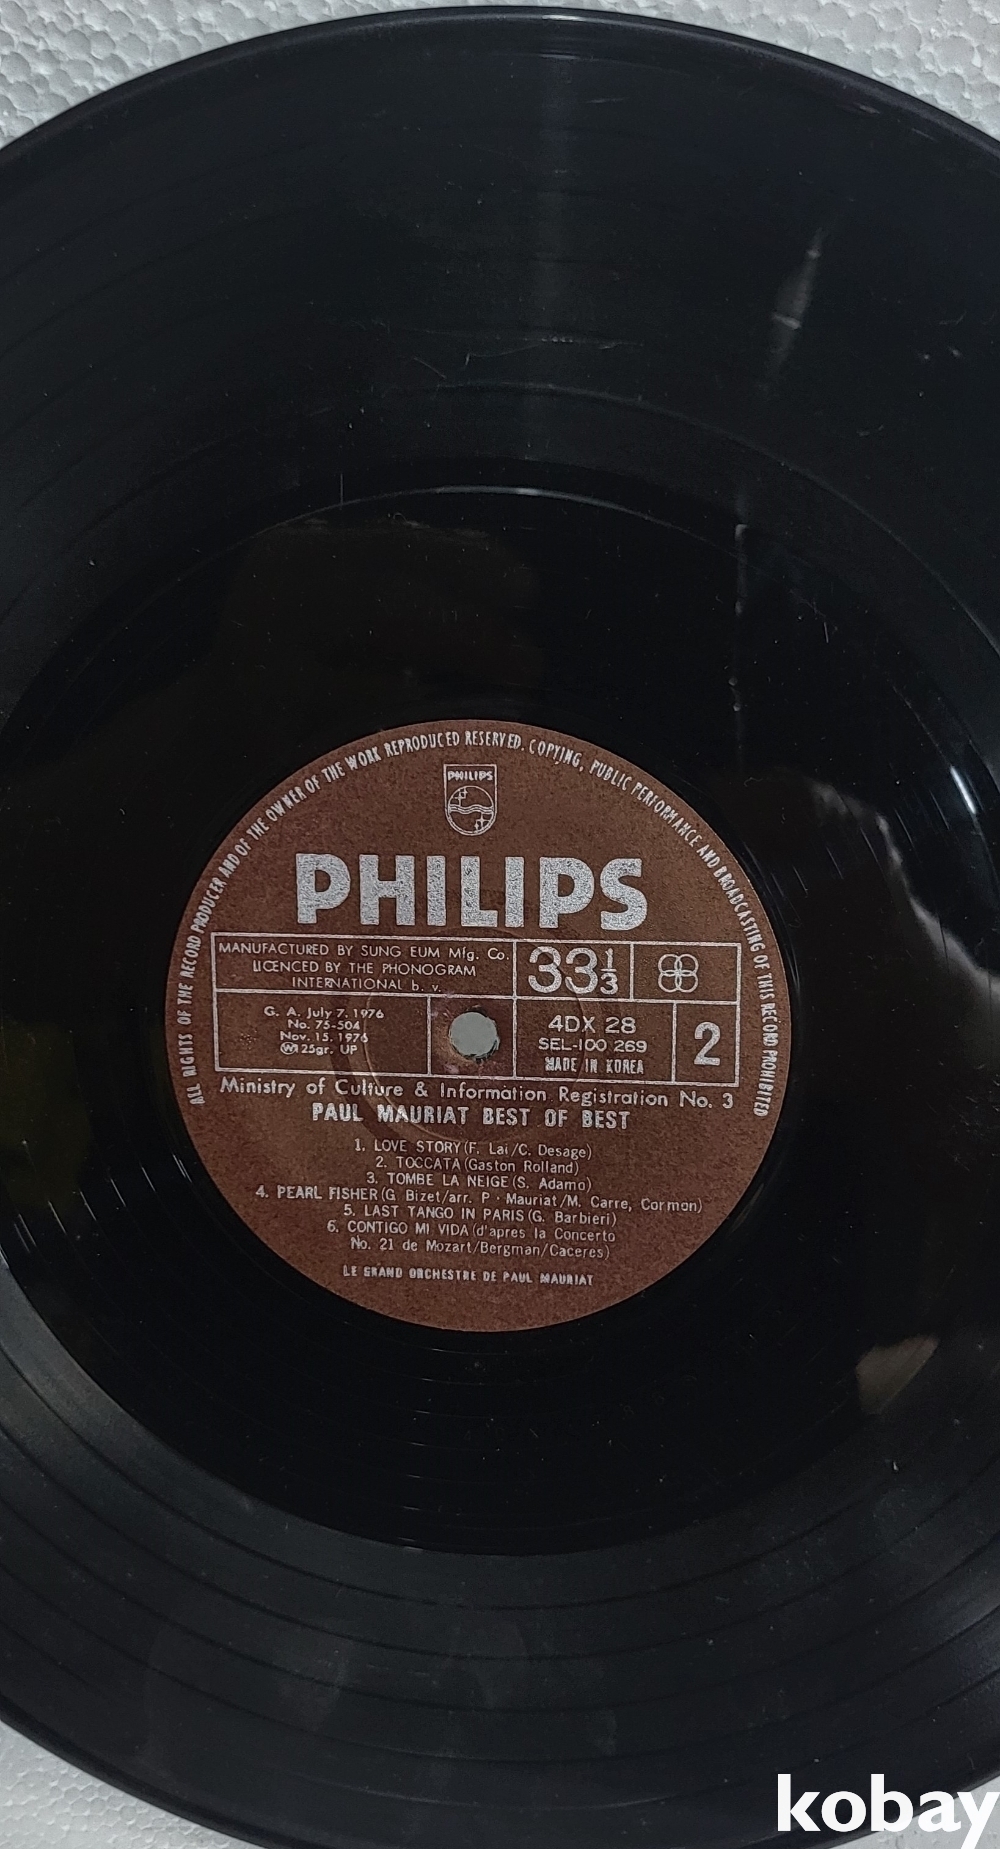 ALL RIGHTS OF THE RECORD PRODUCER AND OF THE OWNER OF THE WORK REPRODUCED RESERVED. COPYING, PUBLIC PERFORMANCE AND BROADCASTING OF THIS RECORD PROHIBITED
PHILIPS
PHILIPS
MANUFACTURED BY SUNG EUM Mfg. Co.
LICENCED BY THE PHONOGRAM
INTERNATIONAL b. v.
33 1/3
G. A. July 7. 1976
No. 75-504
Nov. 15. 1976
125gr. UP
4DX 28
SEL-100 269
MADE IN KOREA
2
Ministry of Culture & Information Registration No. 3
PAUL MAURIAT BEST OF BEST
1. LOVE STORY (F. Lai/C. Desage)
2. TOCCATA (Gaston Rolland)
3. TOMBE LA NEIGE (S. Adamo)
4. PEARL FISHER (G. Bizet/arr. P · Mauriat/M. Carre, Cormon)
5. LAST TANGO IN PARIS (G. Barbieri)
6. CONTIGO MI VIDA (d'apres la Concerto
No. 21 de Mozart/Bergman/Caceres)
LE GRAND ORCHESTRE DE PAUL MAURIAT
kobay